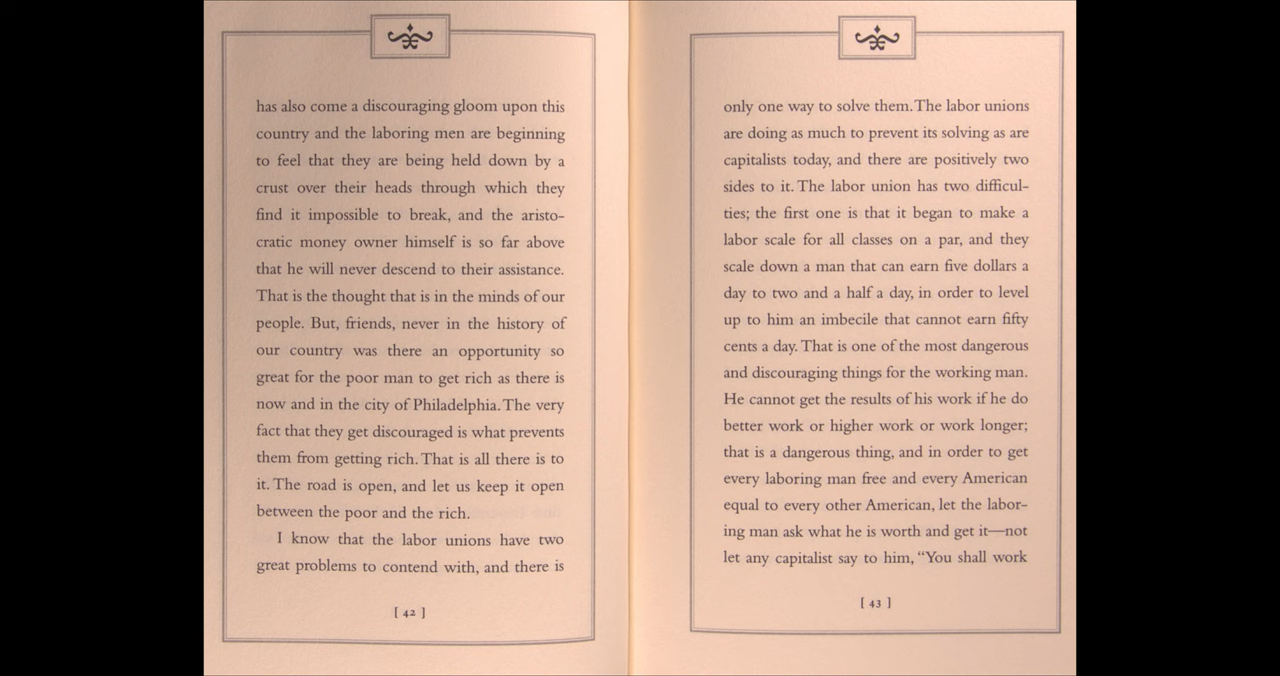 has also come a discouraging gloom upon this
country and the laboring men are beginning
to feel that they are being held down by a
crust over their heads through which they
find it impossible to break, and the aristo-
cratic money owner himself is so far above
that he will never descend to their assistance.
That is the thought that is in the minds of our
people. But, friends, never in the history of
our country was there an opportunity so
great for the poor man to get rich as there is
now and in the city of Philadelphia. The very
fact that they get discouraged is what prevents
them from getting rich. That is all there is to
it. The road is open, and let us keep it open
between the poor and the rich.
I know that the labor unions have two
great problems to contend with, and there is
[ 42 ]
only one way to solve them. The labor unions
are doing as much to prevent its solving as are
capitalists today, and there are positively two
sides to it. The labor union has two difficul-
ties; the first one is that it began to make a
labor scale for all classes on a par, and they
scale down a man that can earn five dollars a
day to two and a half a day, in order to level
up to him an imbecile that cannot earn fifty
cents a day. That is one of the most dangerous
and discouraging things for the working man.
He cannot get the results of his work if he do
better work or higher work or work longer;
that is a dangerous thing, and in order to get
every laboring man free and every American
equal to every other American, let the labor-
ing man ask what he is worth and get it—not
let any capitalist say to him, “You shall work
[ 43 ]